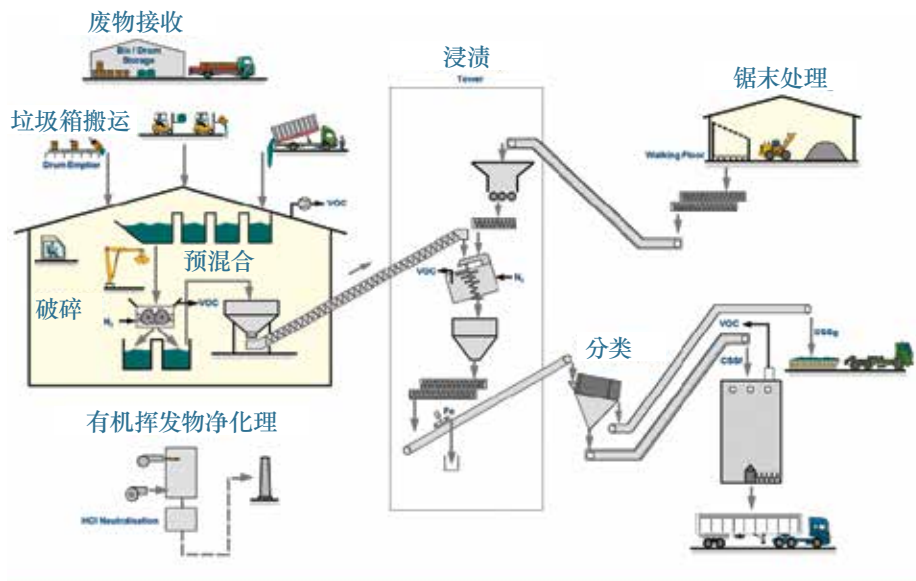 废物接收
Bio / Drum
Storage
浸渍
Tower
锯末处理
垃圾箱搬运
Drum Emptier
Walking Floor
VOC
预混合
VOC
N₂
破碎
VOC
N₂
分类
VOC
CSSf
Fe
有机挥发物净化理
HCl Neutralisation